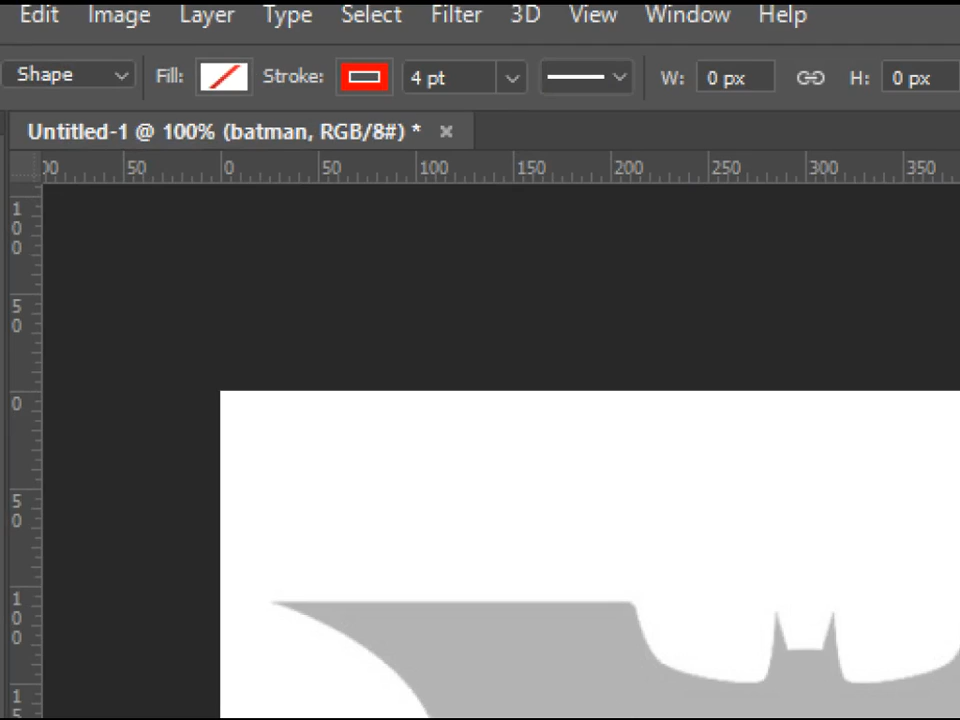 Edit Image Layer Type Select Filter 3D View Window Help
Shape Fill: Stroke: 4 pt W: 0 px H: 0 px
Untitled-1 @ 100% (batman, RGB/8#) * ×
00 50 0 50 100 150 200 250 300 350
100
50
0
50
100
15